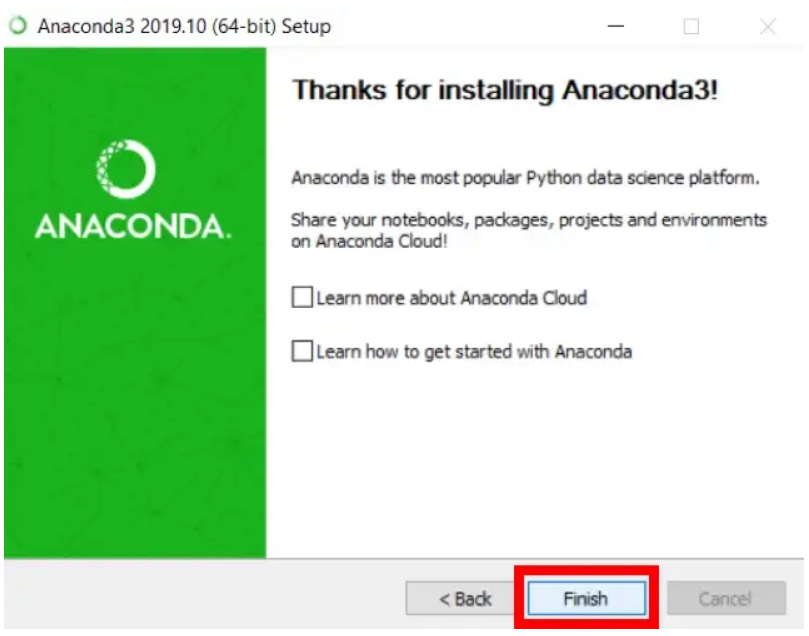 Anaconda3 2019.10 (64-bit) Setup
Thanks for installing Anaconda3!
Anaconda is the most popular Python data science platform.
ANACONDA.
Share your notebooks, packages, projects and environments
on Anaconda Cloud!
Learn more about Anaconda Cloud
Learn how to get started with Anaconda
< Back Finish Cancel